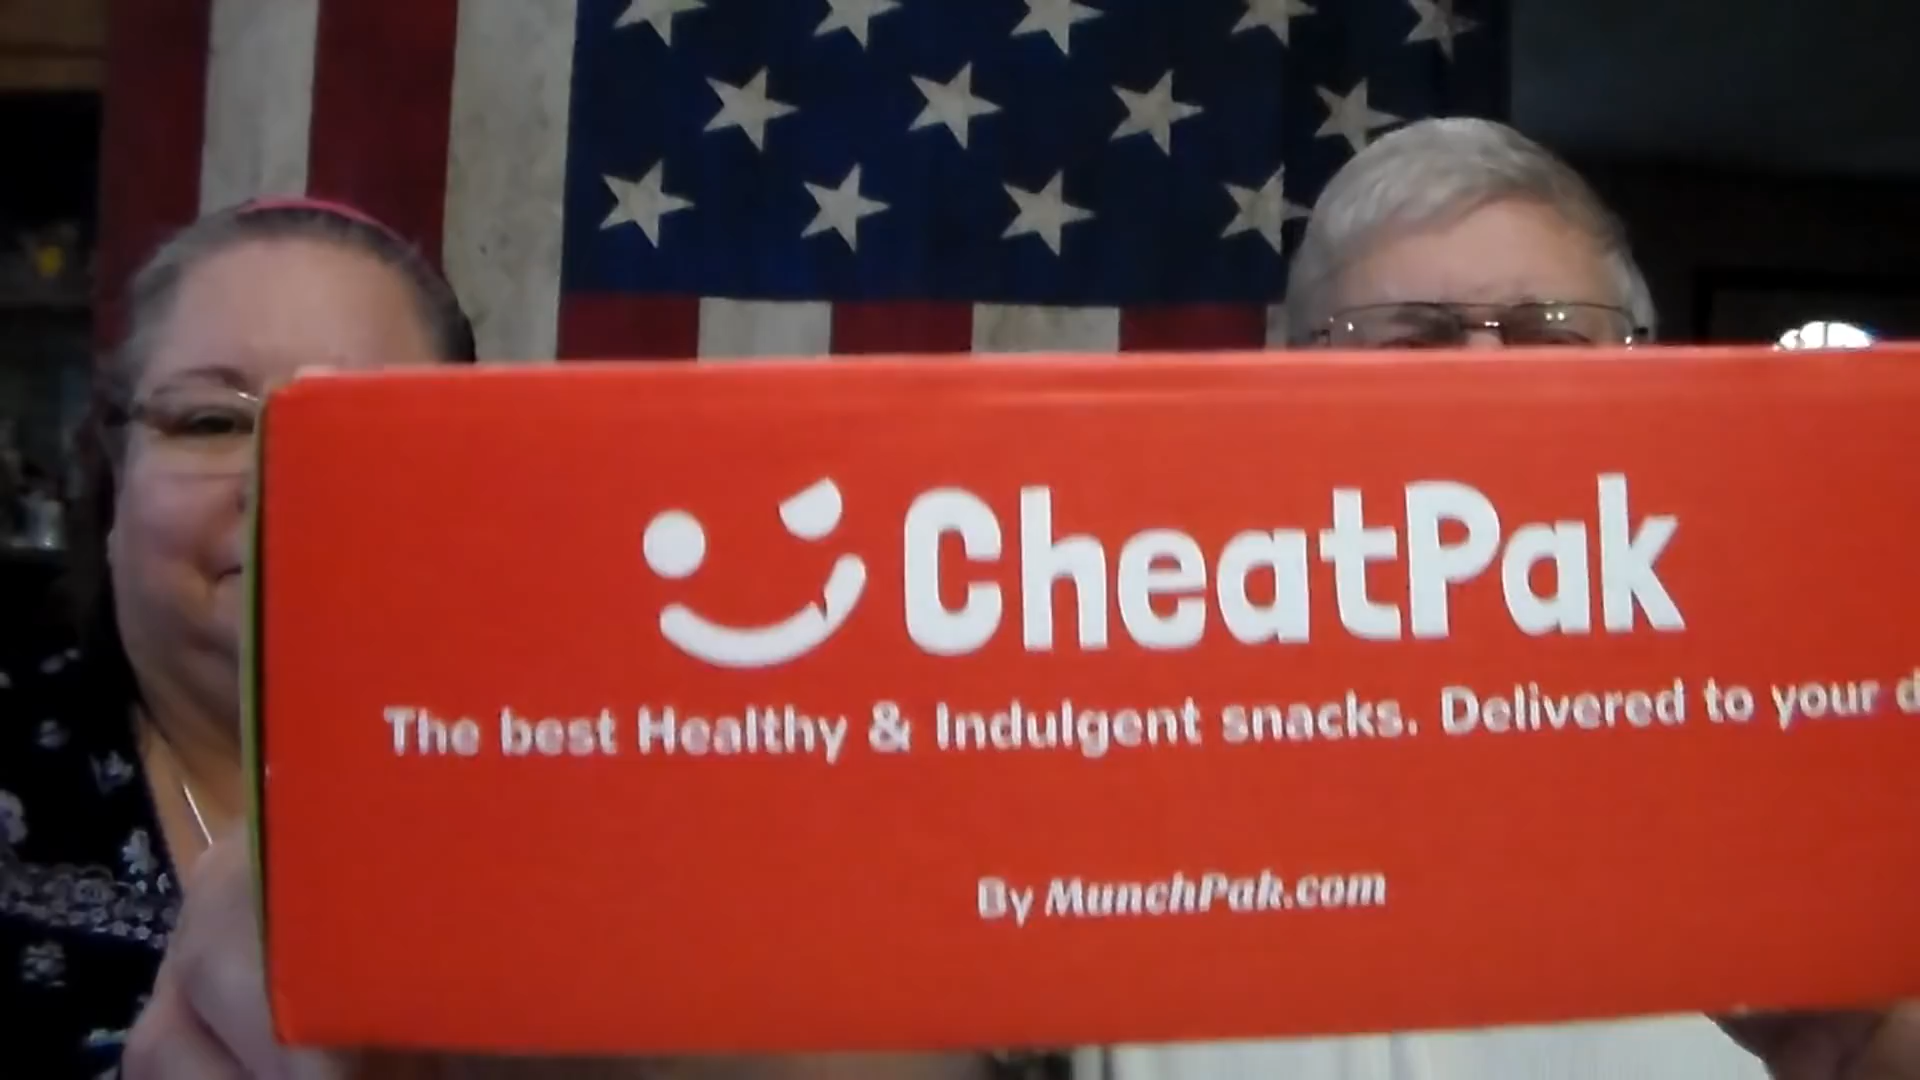 CheatPak
The best Healthy & Indulgent snacks. Delivered to your d
By MunchPak.com